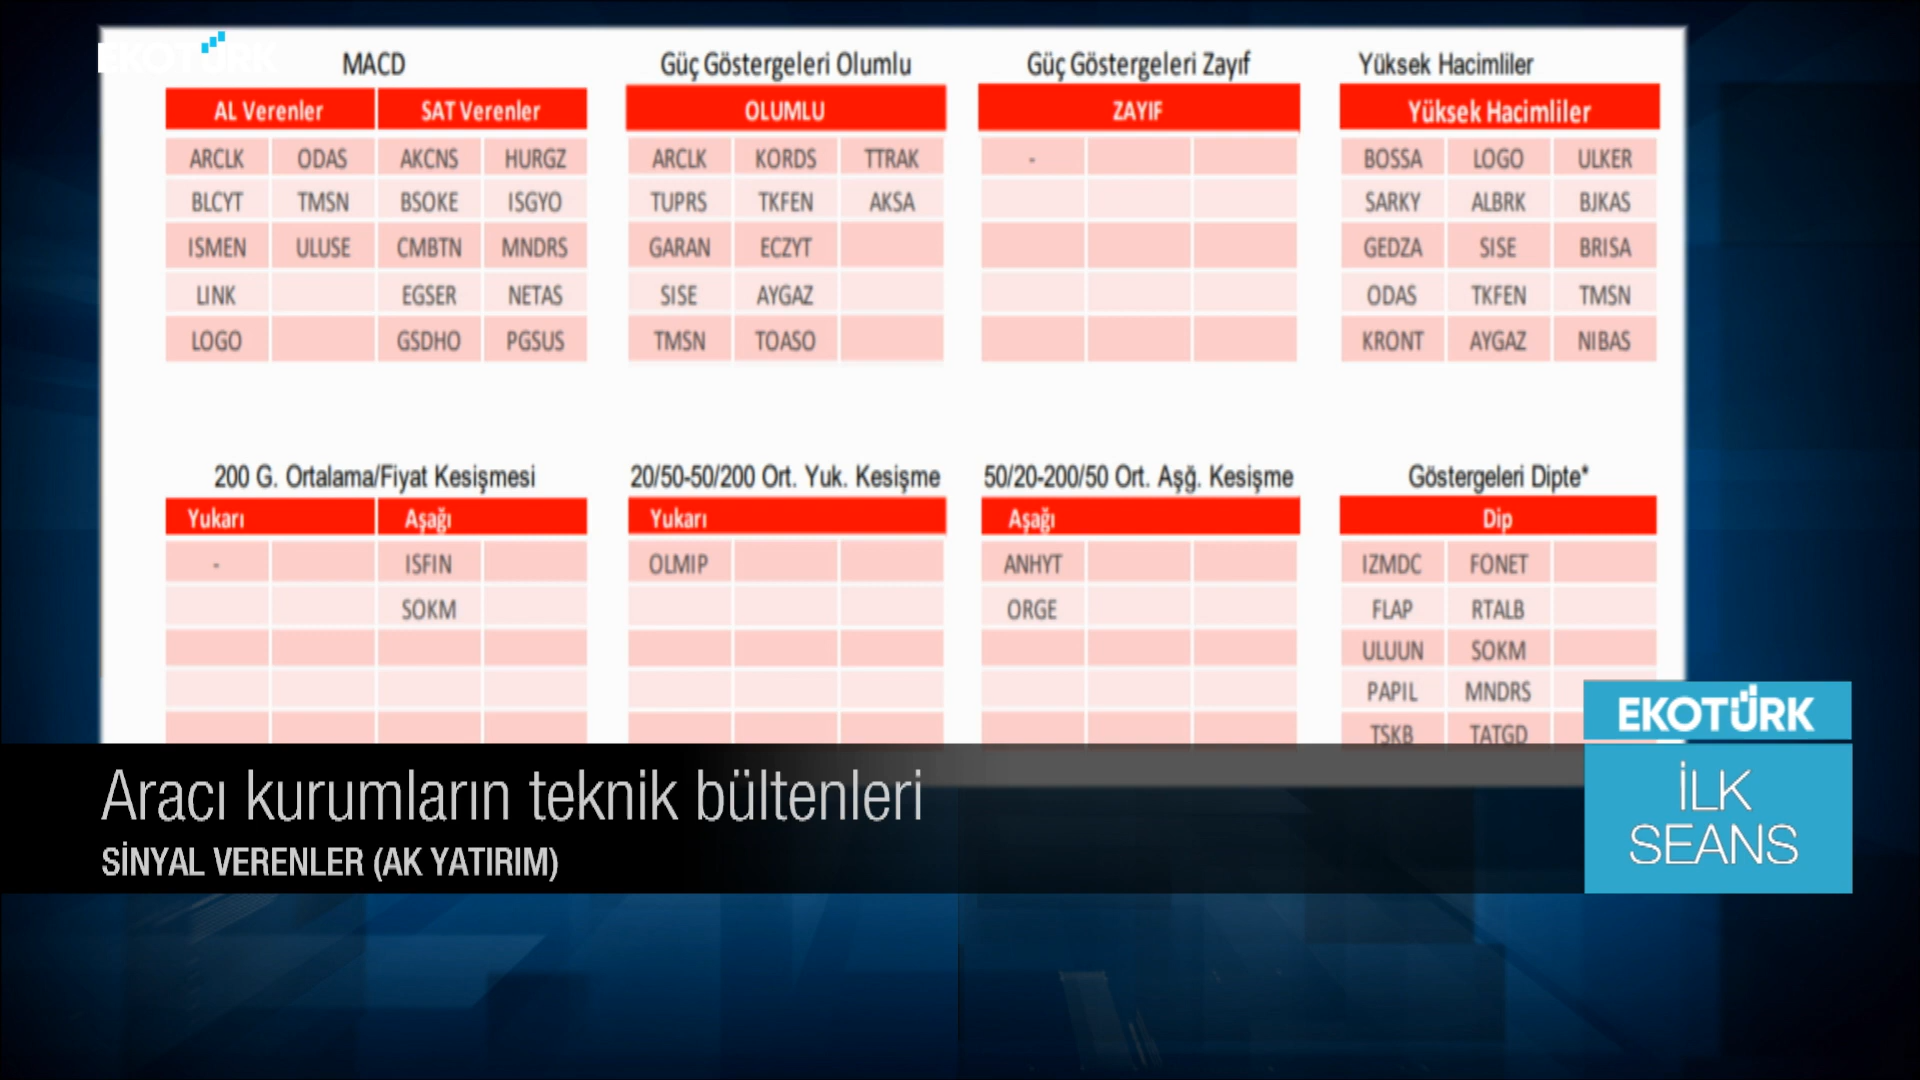 EKOTÜRK
MACD
AL Verenler SAT Verenler
ARCLK ODAS AKCNS HURGZ
BLCYT TMSN BSOKE ISGYO
ISMEN ULUSE CMBTN MNDRS
LINK EGSER NETAS
LOGO GSDHO PGSUS
Güç Göstergeleri Olumlu
OLUMLU
ARCLK KORDS TTRAK
TUPRS TKFEN AKSA
GARAN ECZYT
SISE AYGAZ
TMSN TOASO
Güç Göstergeleri Zayıf
ZAYIF
-
Yüksek Hacimliler
Yüksek Hacimliler
BOSSA LOGO ULKER
SARKY ALBRK BJKAS
GEDZA SISE BRISA
ODAS TKFEN TMSN
KRONT AYGAZ NIBAS
200 G. Ortalama/Fiyat Kesişmesi
Yukarı Aşağı
- ISFIN
SOKM
20/50-50/200 Ort. Yuk. Kesişme
Yukarı
OLMIP
50/20-200/50 Ort. Aşğ. Kesişme
Aşağı
ANHYT
ORGE
Göstergeleri Dipte*
Dip
IZMDC FONET
FLAP RTALB
ULUUN SOKM
PAPIL MNDRS
TSKB TATGD
Aracı kurumların teknik bültenleri
SİNYAL VERENLER (AK YATIRIM)
EKOTÜRK
İLK
SEANS